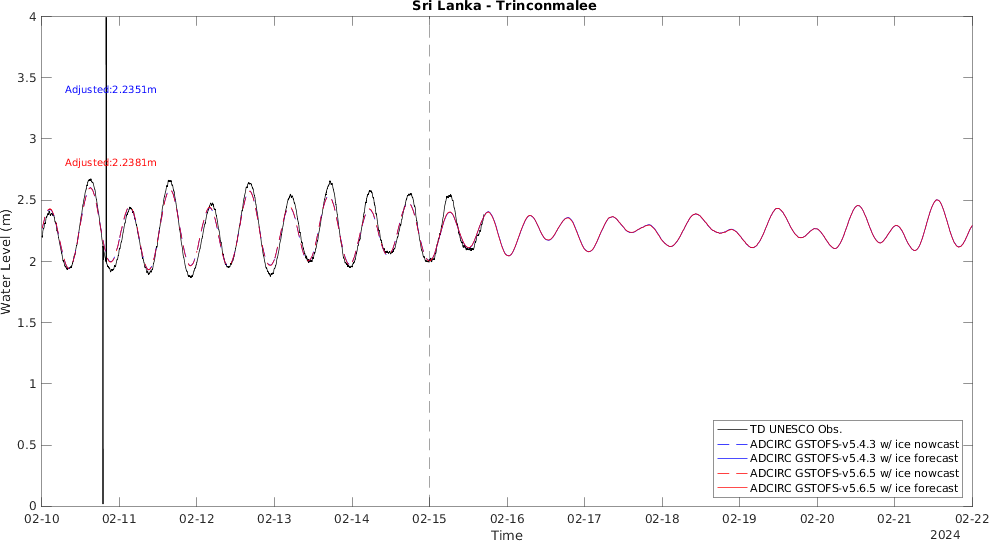 Sri Lanka - Trinconmalee
4
3.5
3
2.5
2
1.5
1
0.5
0
Water Level (m)
Adjusted:2.2351m
Adjusted:2.2381m
TD UNESCO Obs.
ADCIRC GSTOFS-v5.4.3 w/ ice nowcast
ADCIRC GSTOFS-v5.4.3 w/ ice forecast
ADCIRC GSTOFS-v5.6.5 w/ ice nowcast
ADCIRC GSTOFS-v5.6.5 w/ ice forecast
02-10 02-11 02-12 02-13 02-14 02-15 02-16 02-17 02-18 02-19 02-20 02-21 02-22
Time
2024